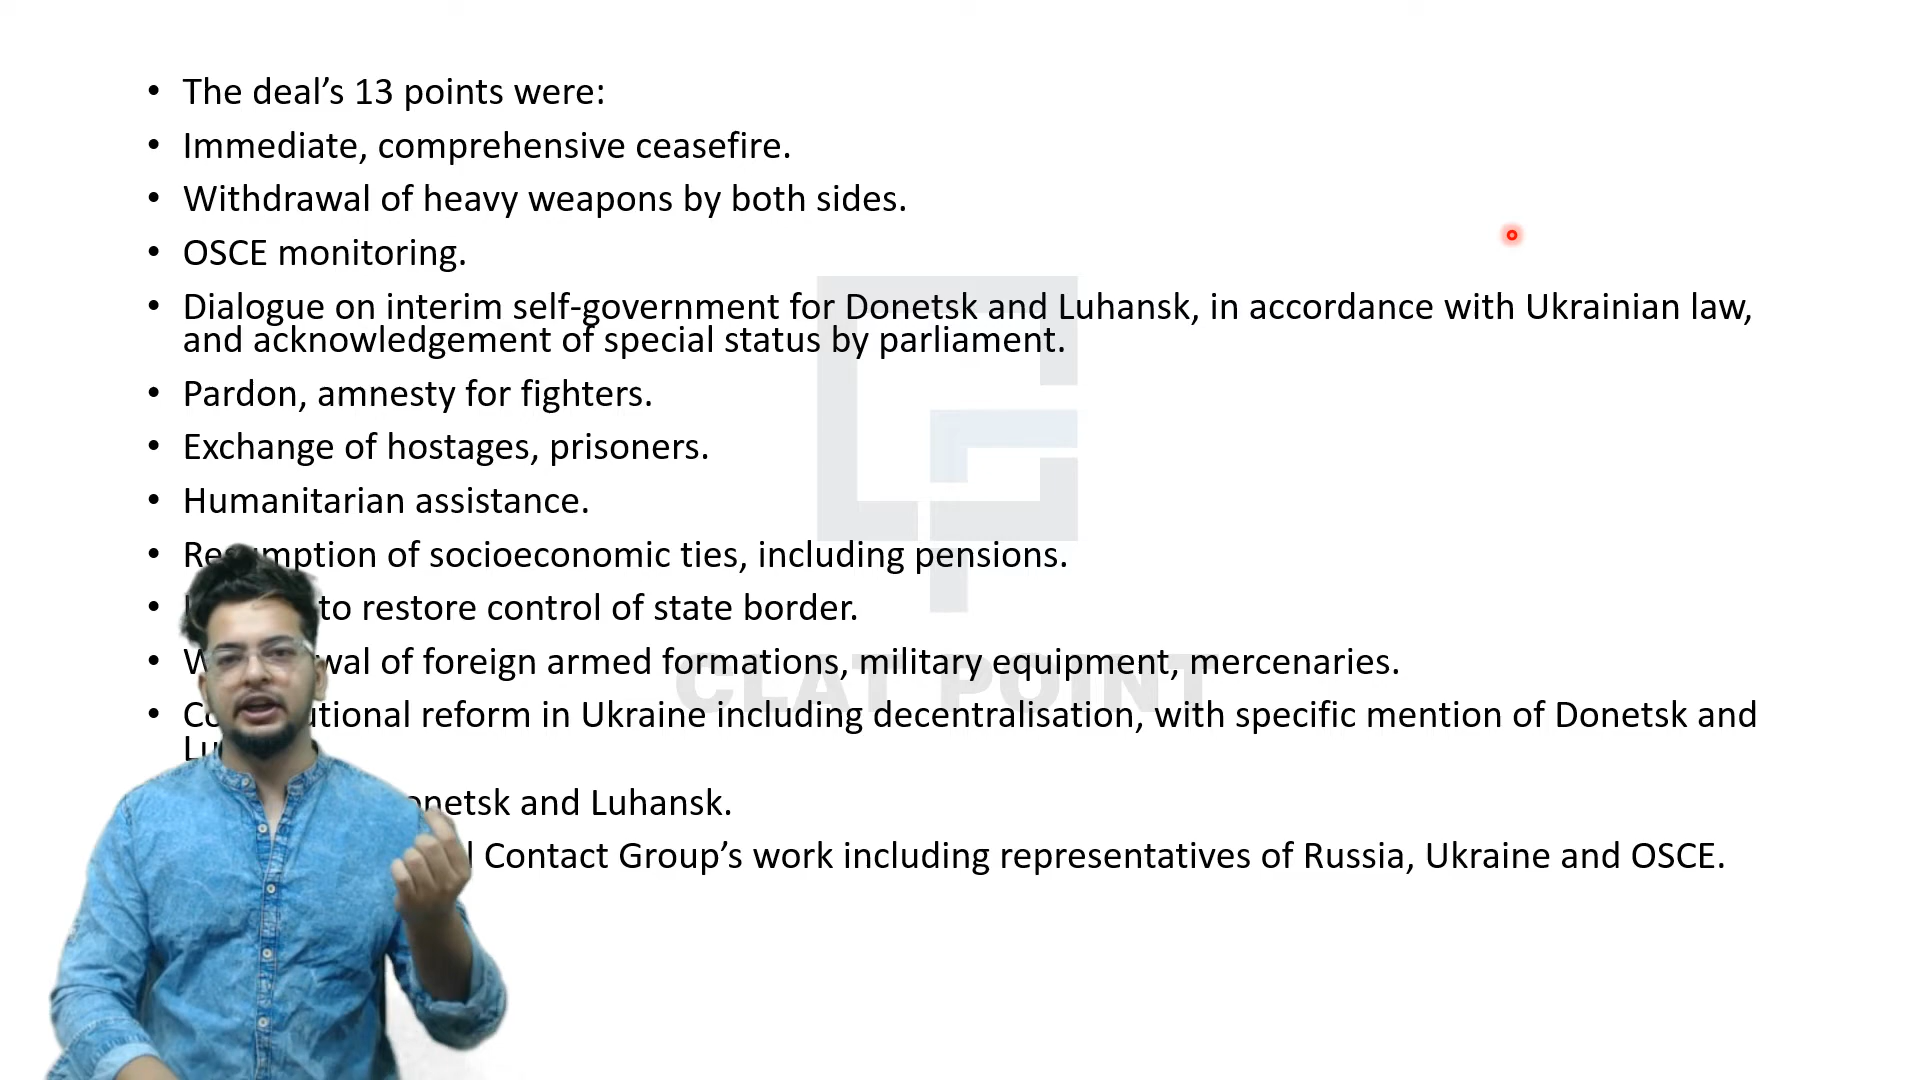 • The deal’s 13 points were:
• Immediate, comprehensive ceasefire.
• Withdrawal of heavy weapons by both sides.
• OSCE monitoring.
• Dialogue on interim self-government for Donetsk and Luhansk, in accordance with Ukrainian law,
and acknowledgement of special status by parliament.
• Pardon, amnesty for fighters.
• Exchange of hostages, prisoners.
• Humanitarian assistance.
• Resumption of socioeconomic ties, including pensions.
• to restore control of state border.
• Withdrawal of foreign armed formations, military equipment, mercenaries.
• Constitutional reform in Ukraine including decentralisation, with specific mention of Donetsk and
Donetsk and Luhansk.
Contact Group’s work including representatives of Russia, Ukraine and OSCE.
CLAT POINT